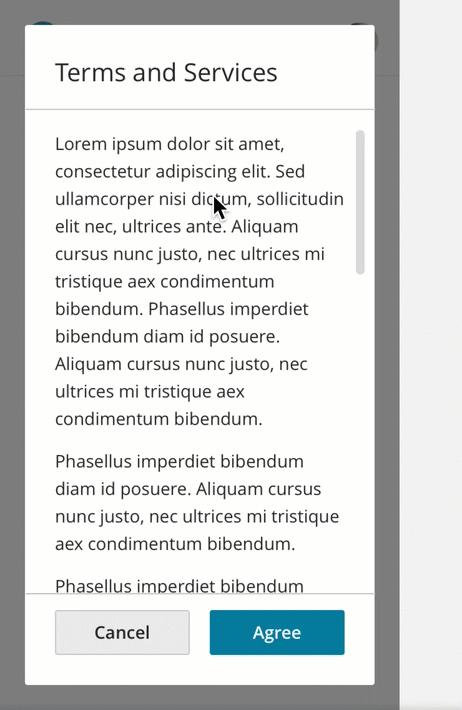 Terms and Services
Lorem ipsum dolor sit amet,
consectetur adipiscing elit. Sed
ullamcorper nisi dictum, sollicitudin
elit nec, ultrices ante. Aliquam
cursus nunc justo, nec ultrices mi
tristique aex condimentum
bibendum. Phasellus imperdiet
bibendum diam id posuere.
Aliquam cursus nunc justo, nec
ultrices mi tristique aex
condimentum bibendum.
Phasellus imperdiet bibendum
diam id posuere. Aliquam cursus
nunc justo, nec ultrices mi tristique
aex condimentum bibendum.
Phasellus imperdiet bibendum
Cancel
Agree